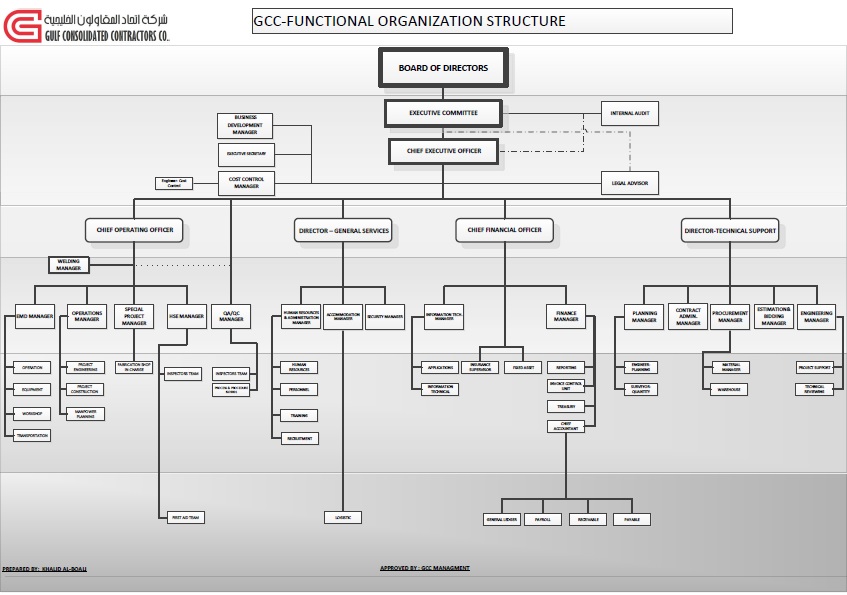 شركة اتحاد المقاولون الخليجية
GULF CONSOLIDATED CONTRACTORS CO.
GCC-FUNCTIONAL ORGANIZATION STRUCTURE
BOARD OF DIRECTORS
EXECUTIVE COMMITTEE
INTERNAL AUDIT
BUSINESS
DEVELOPMENT
MANAGER
EXECUTIVE SECRETARY
CHIEF EXECUTIVE OFFICER
Engineer Cost
Control
COST CONTROL
MANAGER
LEGAL ADVISOR
CHIEF OPERATING OFFICER
DIRECTOR – GENERAL SERVICES
CHIEF FINANCIAL OFFICER
DIRECTOR-TECHNICAL SUPPORT
WELDING
MANAGER
EMD MANAGER
OPERATIONS
MANAGER
SPECIAL
PROJECT
MANAGER
HSE MANAGER
QA/QC
MANAGER
HUMAN RESOURCES
& ADMINISTRATION
MANAGER
ACCOMMODATION
MANAGER
SECURITY MANAGER
INFORMATION TECH.
MANAGER
FINANCE
MANAGER
PLANNING
MANAGER
CONTRACT
ADMIN.
MANAGER
PROCUREMENT
MANAGER
ESTIMATION&
BIDDING
MANAGER
ENGINEERING
MANAGER
OPERATION
PROJECT
ENGINEERING
FABRICATION SHOP
IN-CHARGE
INSPECTORS TEAM
INSPECTORS TEAM
HUMAN
RESOURCES
APPLICATIONS
INSURANCE
SUPERVISOR
FIXED ASSET
REPORTING
ENGINEER-
PLANNING
MATERIAL
MANAGER
PROJECT SUPPORT
EQUIPMENT
PROJECT
CONSTRUCTION
PERSONNEL
INFORMATION
TECHNICAL
INVOICE CONTROL
UNIT
SURVEYOR-
QUANTITY
WAREHOUSE
TECHNICAL
REVIEWING
WORKSHOP
MANPOWER
PLANNING
TRAINING
TREASURY
TRANSPORTATION
RECRUITMENT
CHIEF
ACCOUNTANT
FIRST AID TEAM
LOGISTIC
GENERAL LEDGER
PAYROLL
RECEIVABLE
PAYABLE
PREPARED BY: KHALID AL-BOALI
APPROVED BY : GCC MANAGMENT